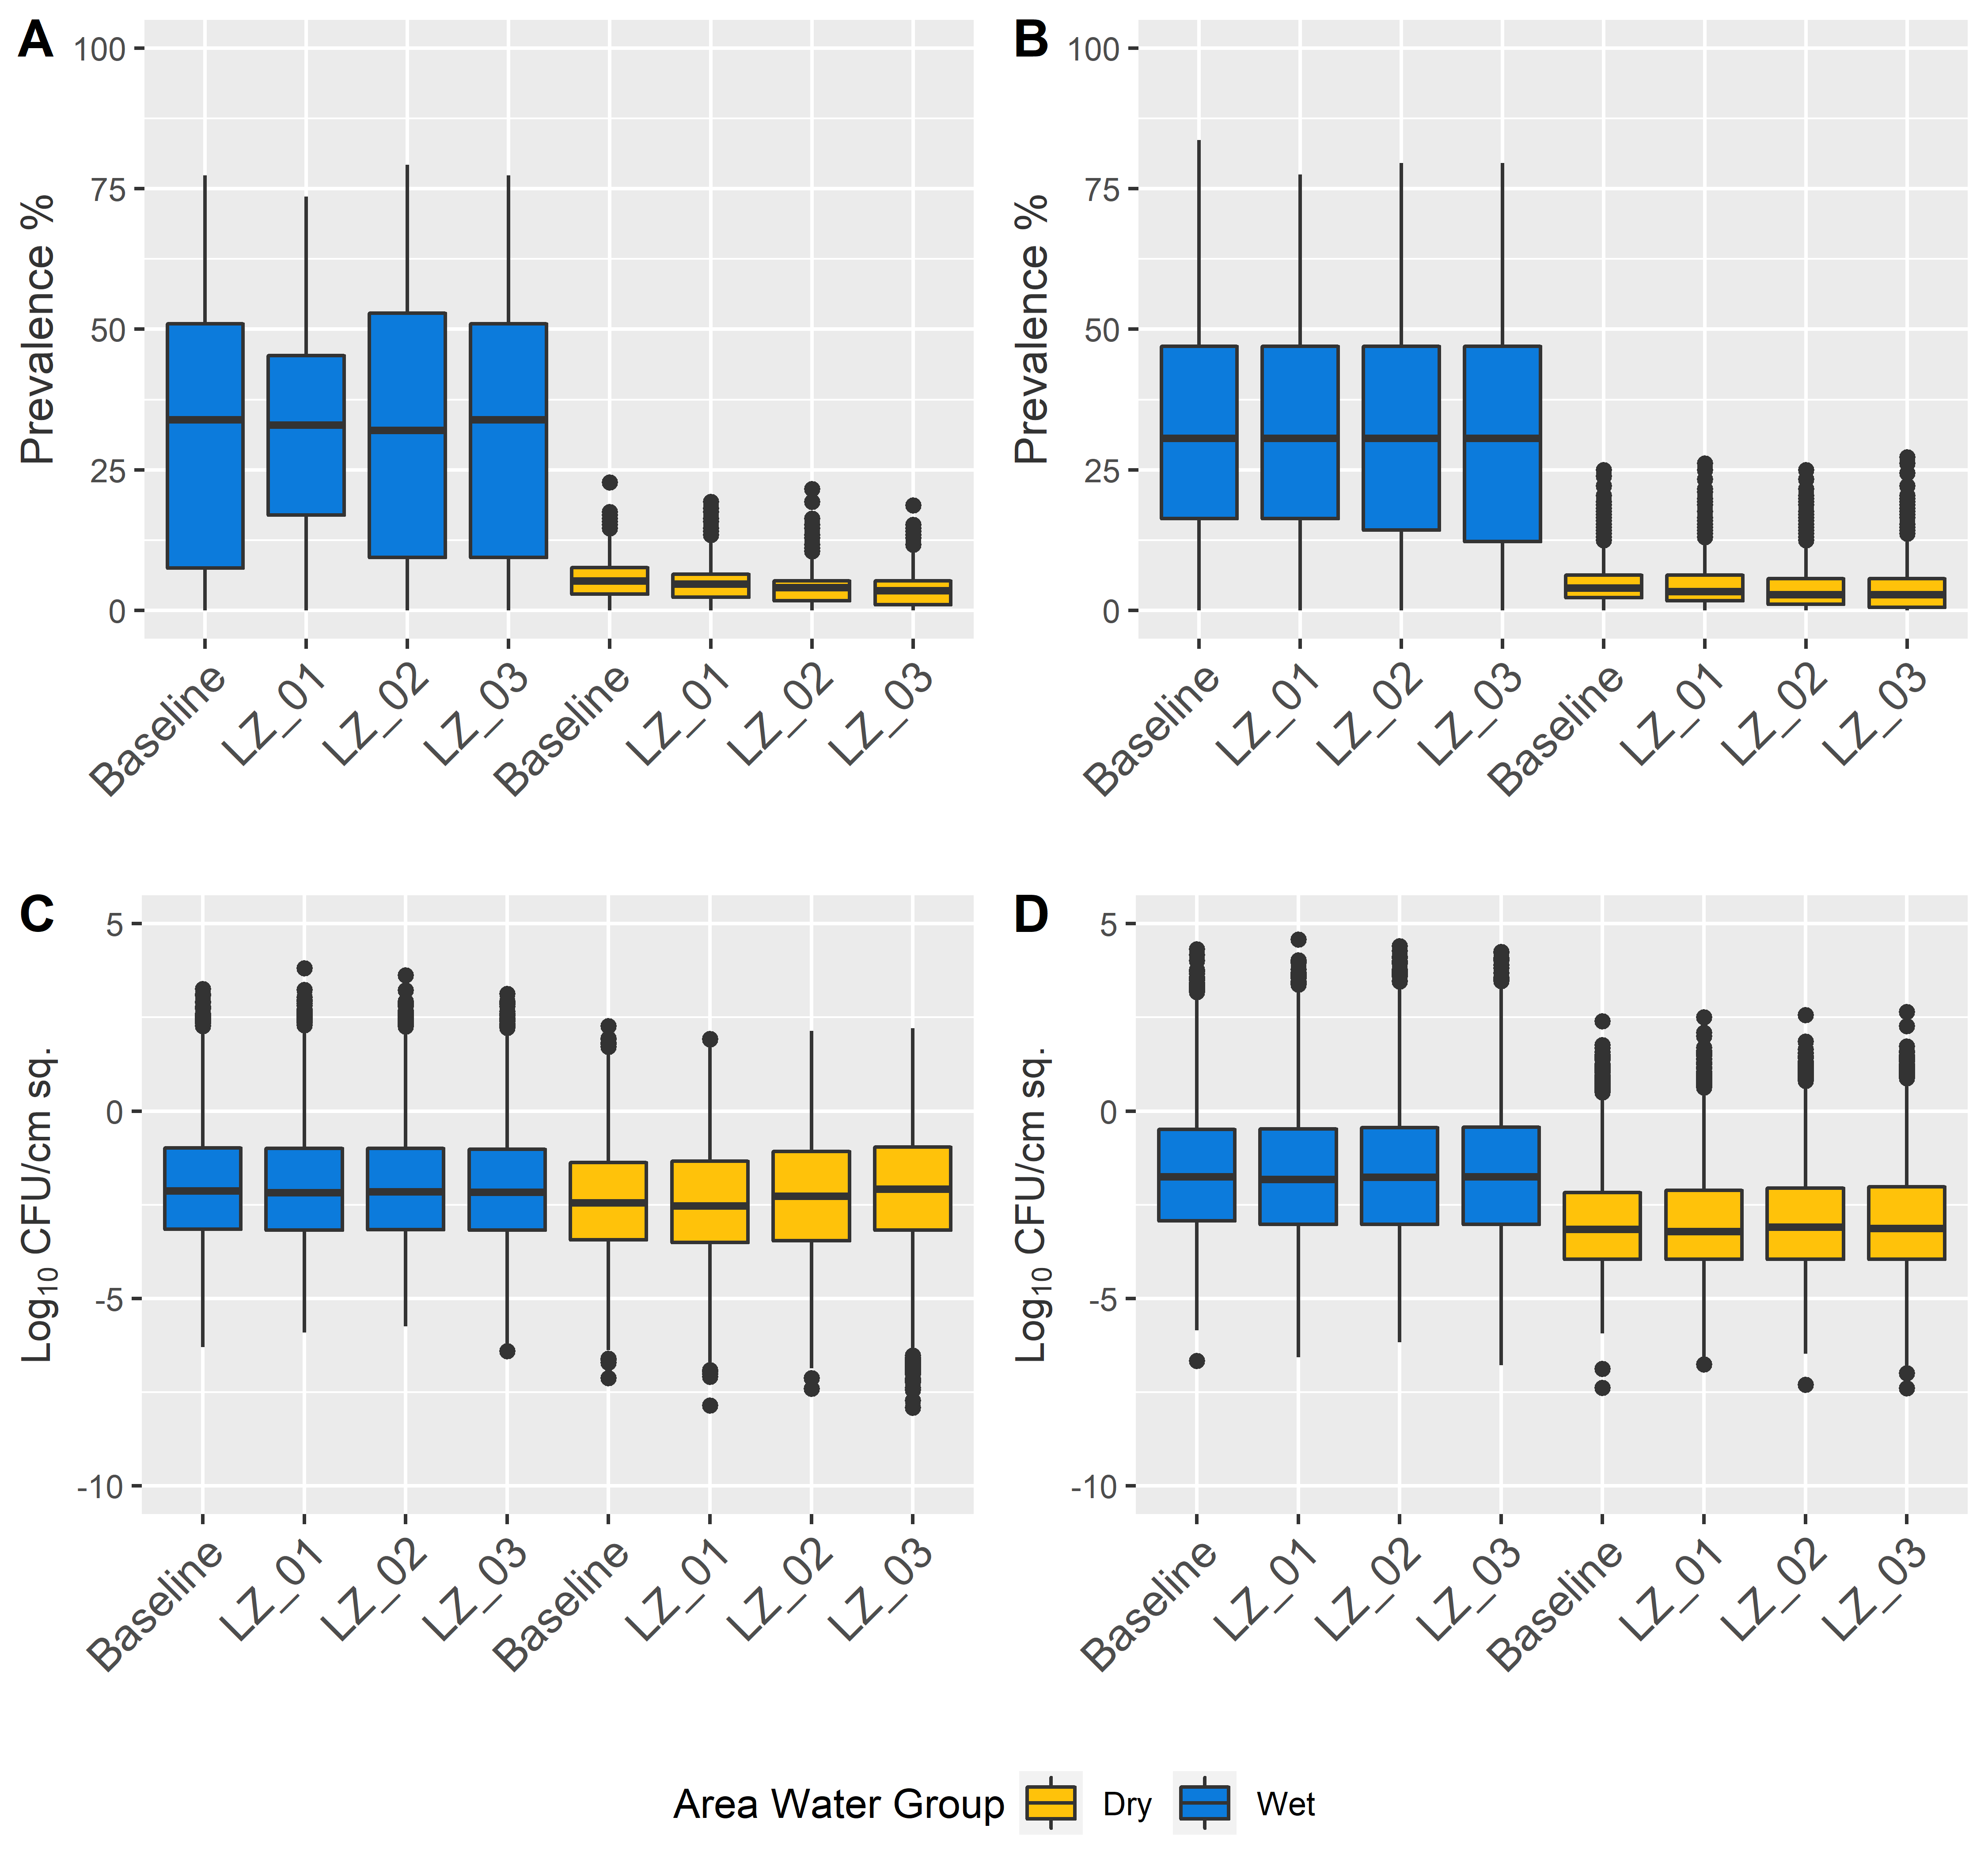 A
Prevalence %
100
75
50
25
0
Baseline LZ_01 LZ_02 LZ_03 Baseline LZ_01 LZ_02 LZ_03
B
Prevalence %
100
75
50
25
0
Baseline LZ_01 LZ_02 LZ_03 Baseline LZ_01 LZ_02 LZ_03
C
Log10 CFU/cm sq.
5
0
-5
-10
Baseline LZ_01 LZ_02 LZ_03 Baseline LZ_01 LZ_02 LZ_03
D
Log10 CFU/cm sq.
5
0
-5
-10
Baseline LZ_01 LZ_02 LZ_03 Baseline LZ_01 LZ_02 LZ_03
Area Water Group Dry Wet